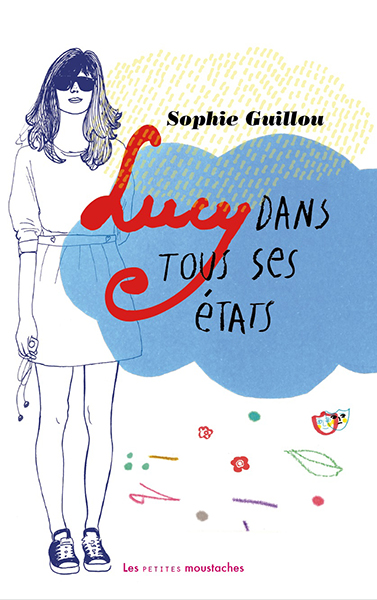 Sophie Guillou
Lucy DANS
TOUS SES
ÉTATS
Les PETITES moustaches